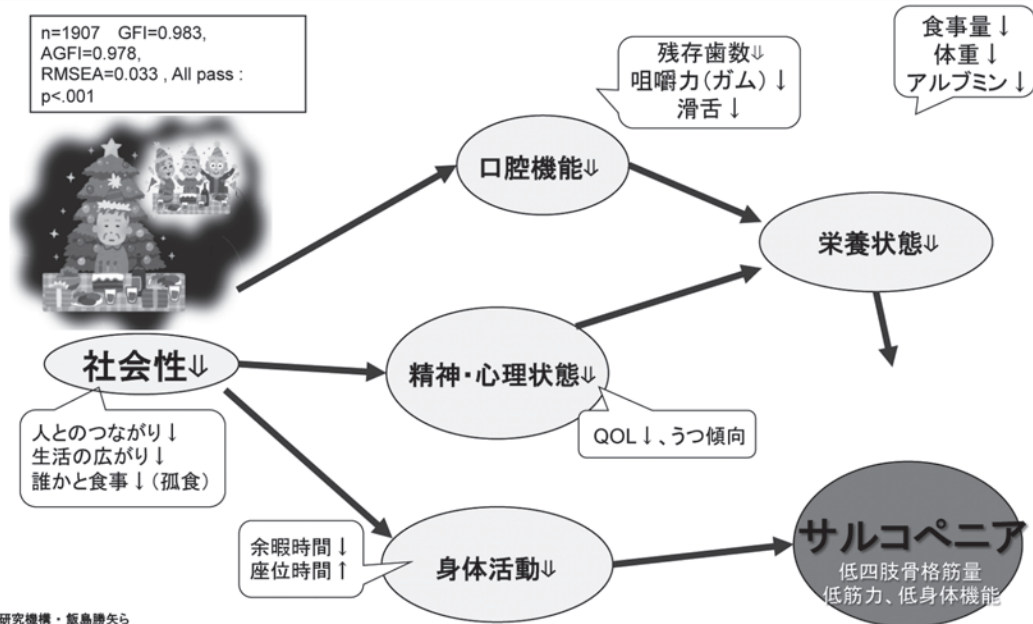 n=1907 GFI=0.983,
AGFI=0.978,
RMSEA=0.033 , All pass :
p<.001
残存歯数⇓
咀嚼力(ガム)↓
滑舌↓
食事量↓
体重↓
アルブミン↓
口腔機能⇓
栄養状態⇓
社会性⇓
精神・心理状態⇓
人とのつながり↓
生活の広がり↓
誰かと食事↓(孤食)
QOL↓、うつ傾向
余暇時間↓
座位時間↑
身体活動⇓
サルコペニア
低四肢骨格筋量
低筋力、低身体機能
研究機構・飯島勝矢ら